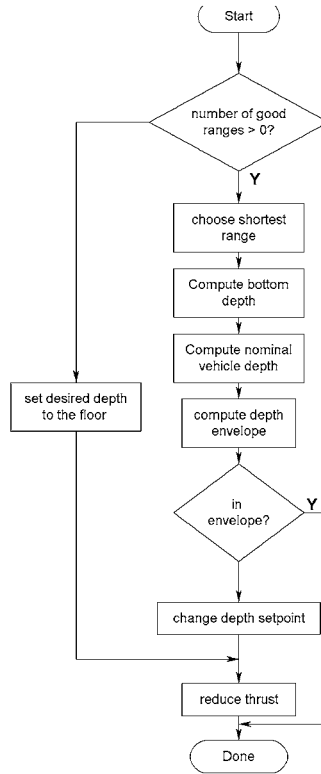 Start
number of good
ranges > 0?
Y
choose shortest
range
Compute bottom
depth
Compute nominal
vehicle depth
set desired depth
to the floor
compute depth
envelope
in
envelope?
Y
change depth setpoint
reduce thrust
Done